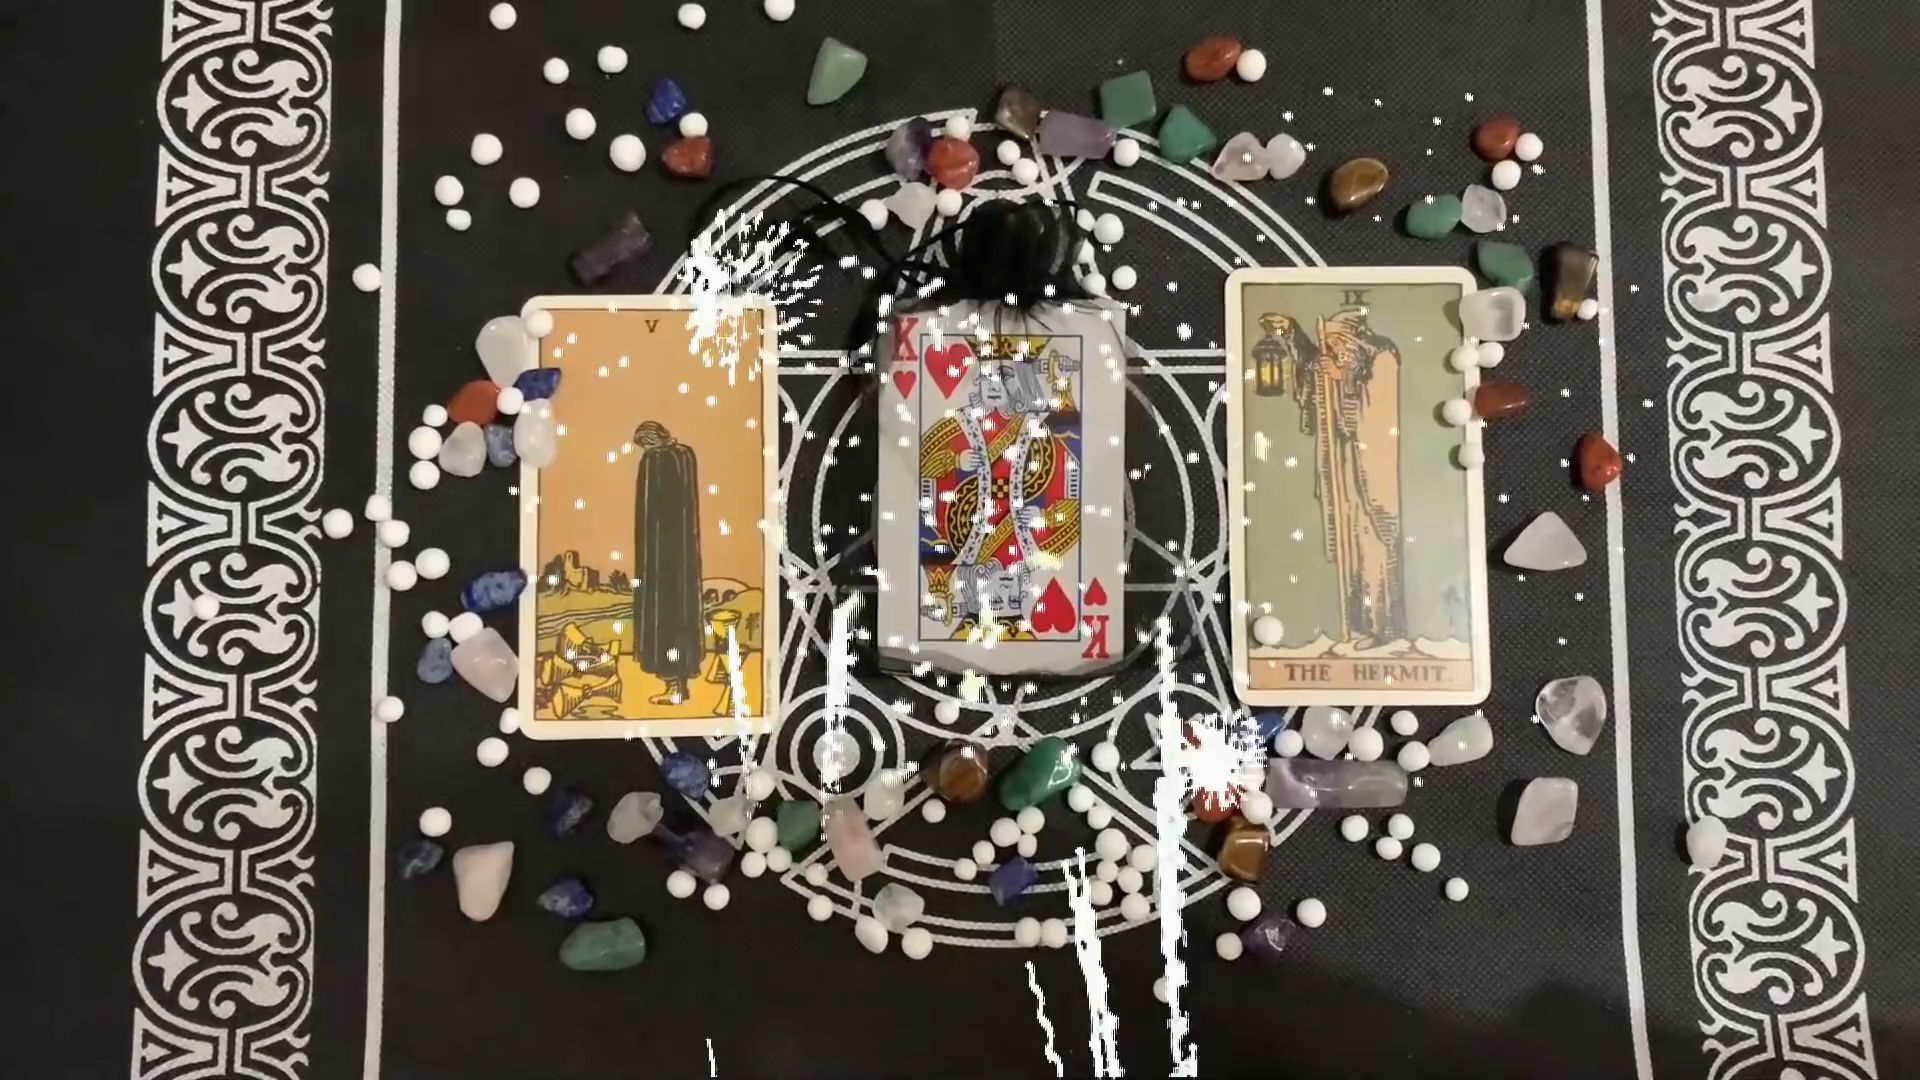 V
K
K
IX
THE HERMIT.